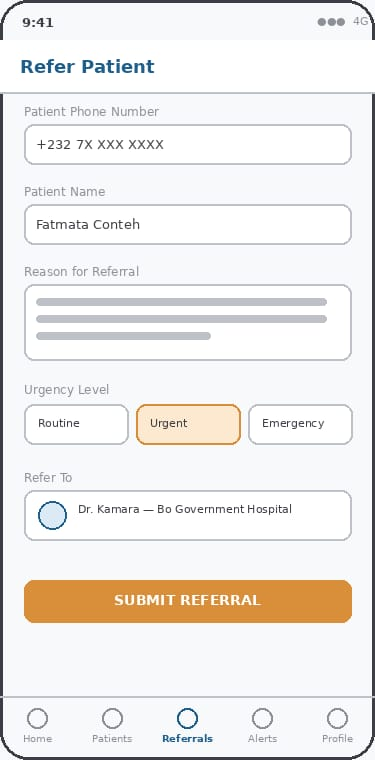 9:41
4G
Refer Patient
Patient Phone Number
+232 7X XXX XXXX
Patient Name
Fatmata Conteh
Reason for Referral
Urgency Level
Routine Urgent Emergency
Refer To
Dr. Kamara — Bo Government Hospital
SUBMIT REFERRAL
Home Patients Referrals Alerts Profile